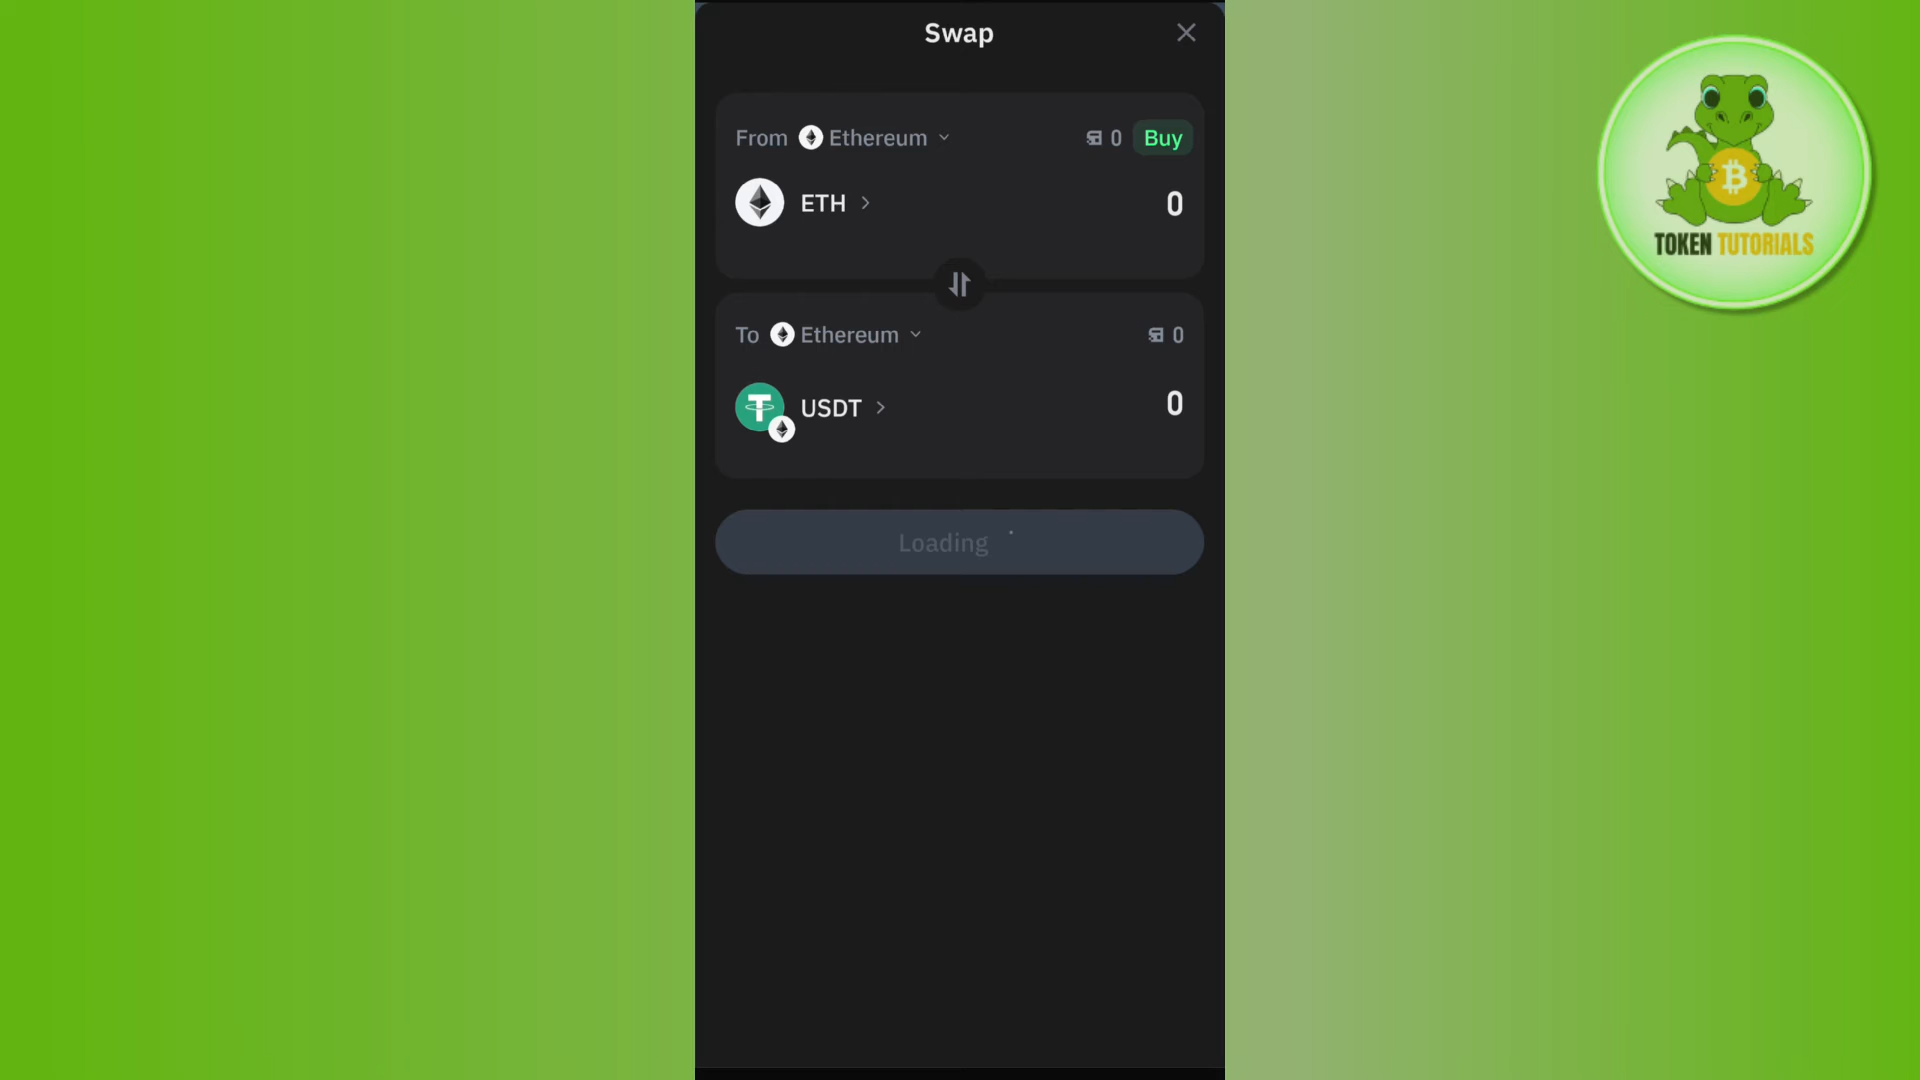 Swap
From Ethereum 0 Buy
ETH 0
To Ethereum 0
USDT 0
Loading
TOKEN TUTORIALS